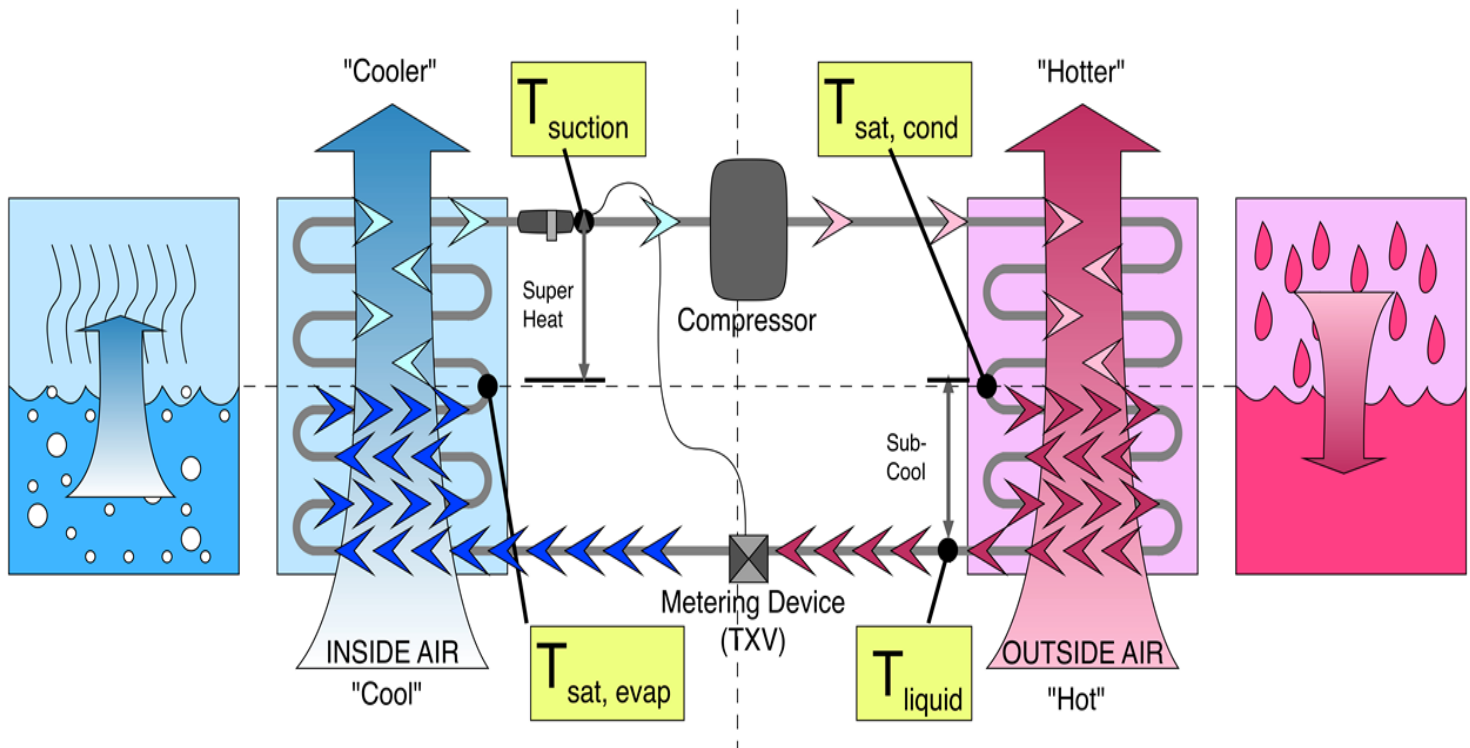 "Cooler"
"Hotter"
T suction
T sat, cond
Super
Heat
Compressor
Sub-
Cool
Metering Device
(TXV)
INSIDE AIR
"Cool"
T sat, evap
T liquid
OUTSIDE AIR
"Hot"